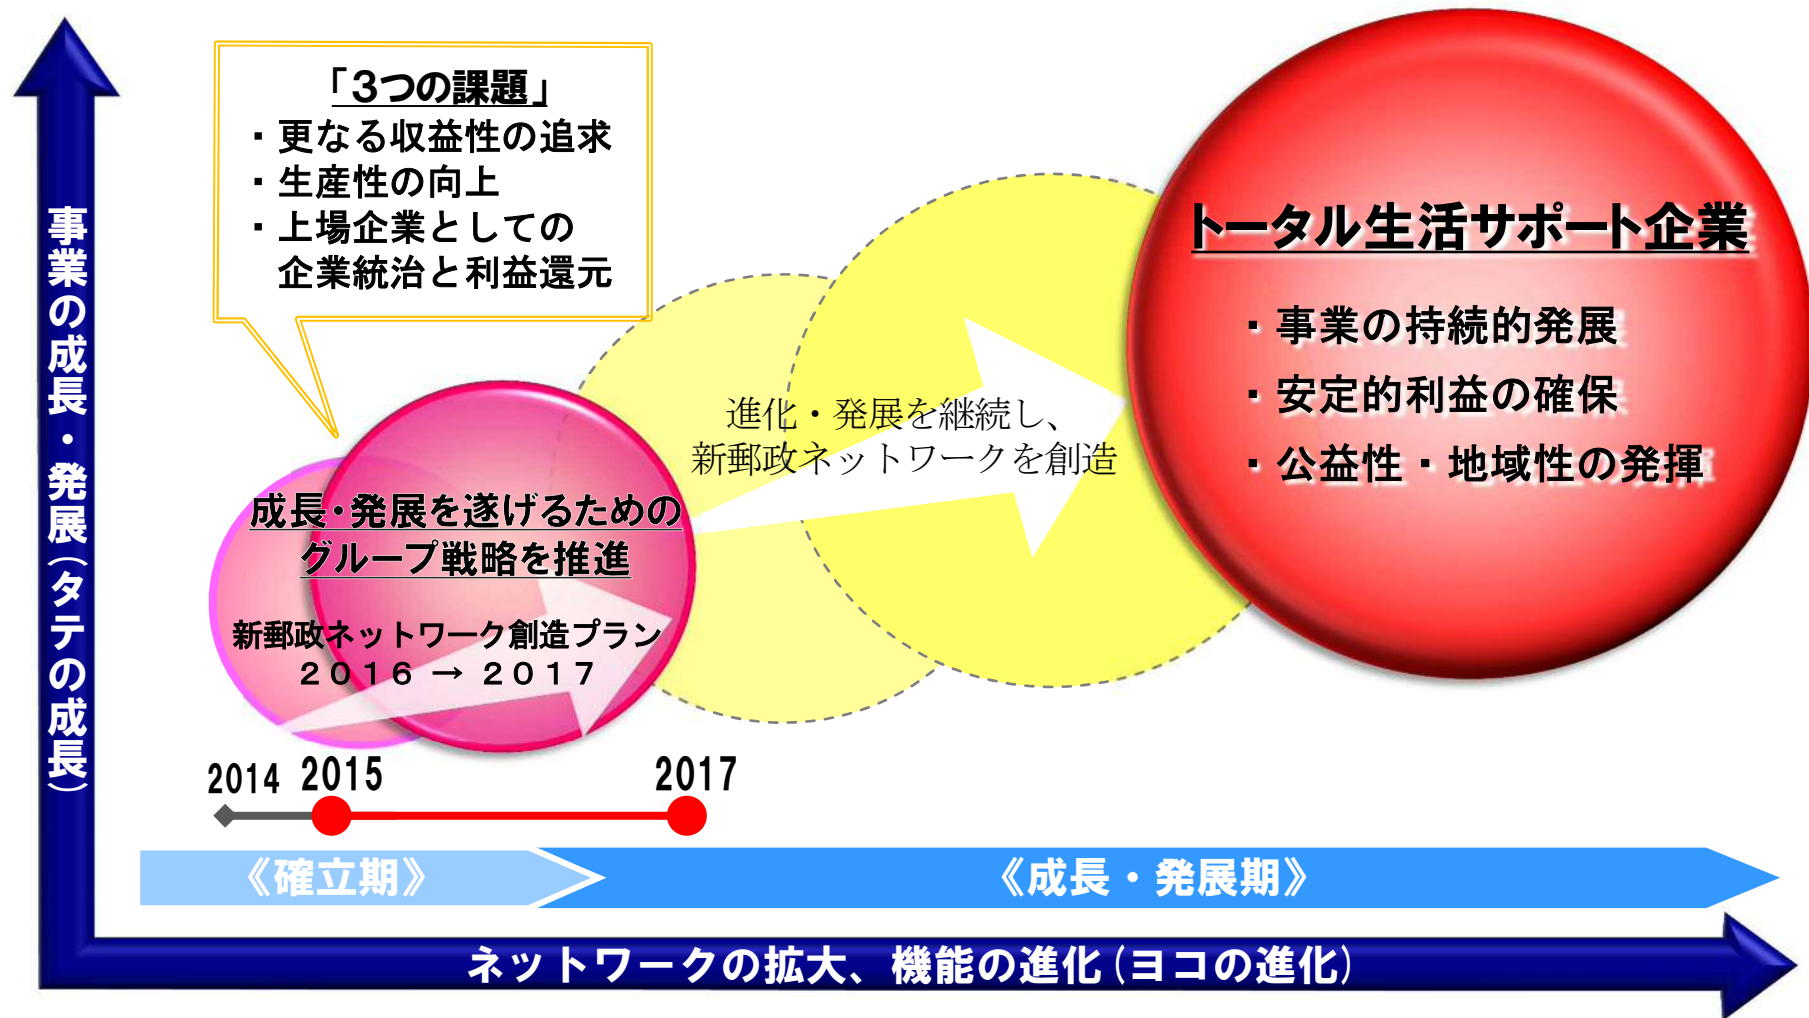 「3つの課題」
・更なる収益性の追求
・生産性の向上
・上場企業としての
企業統治と利益還元
トータル生活サポート企業
・事業の持続的発展
・安定的利益の確保
・公益性・地域性の発揮
進化・発展を継続し、
新郵政ネットワークを創造
成長・発展を遂げるための
グループ戦略を推進
新郵政ネットワーク創造プラン
２０１６ → ２０１７
事業の成長・発展（タテの成長）
2014 2015 2017
《確立期》 《成長・発展期》
ネットワークの拡大、機能の進化（ヨコの進化）